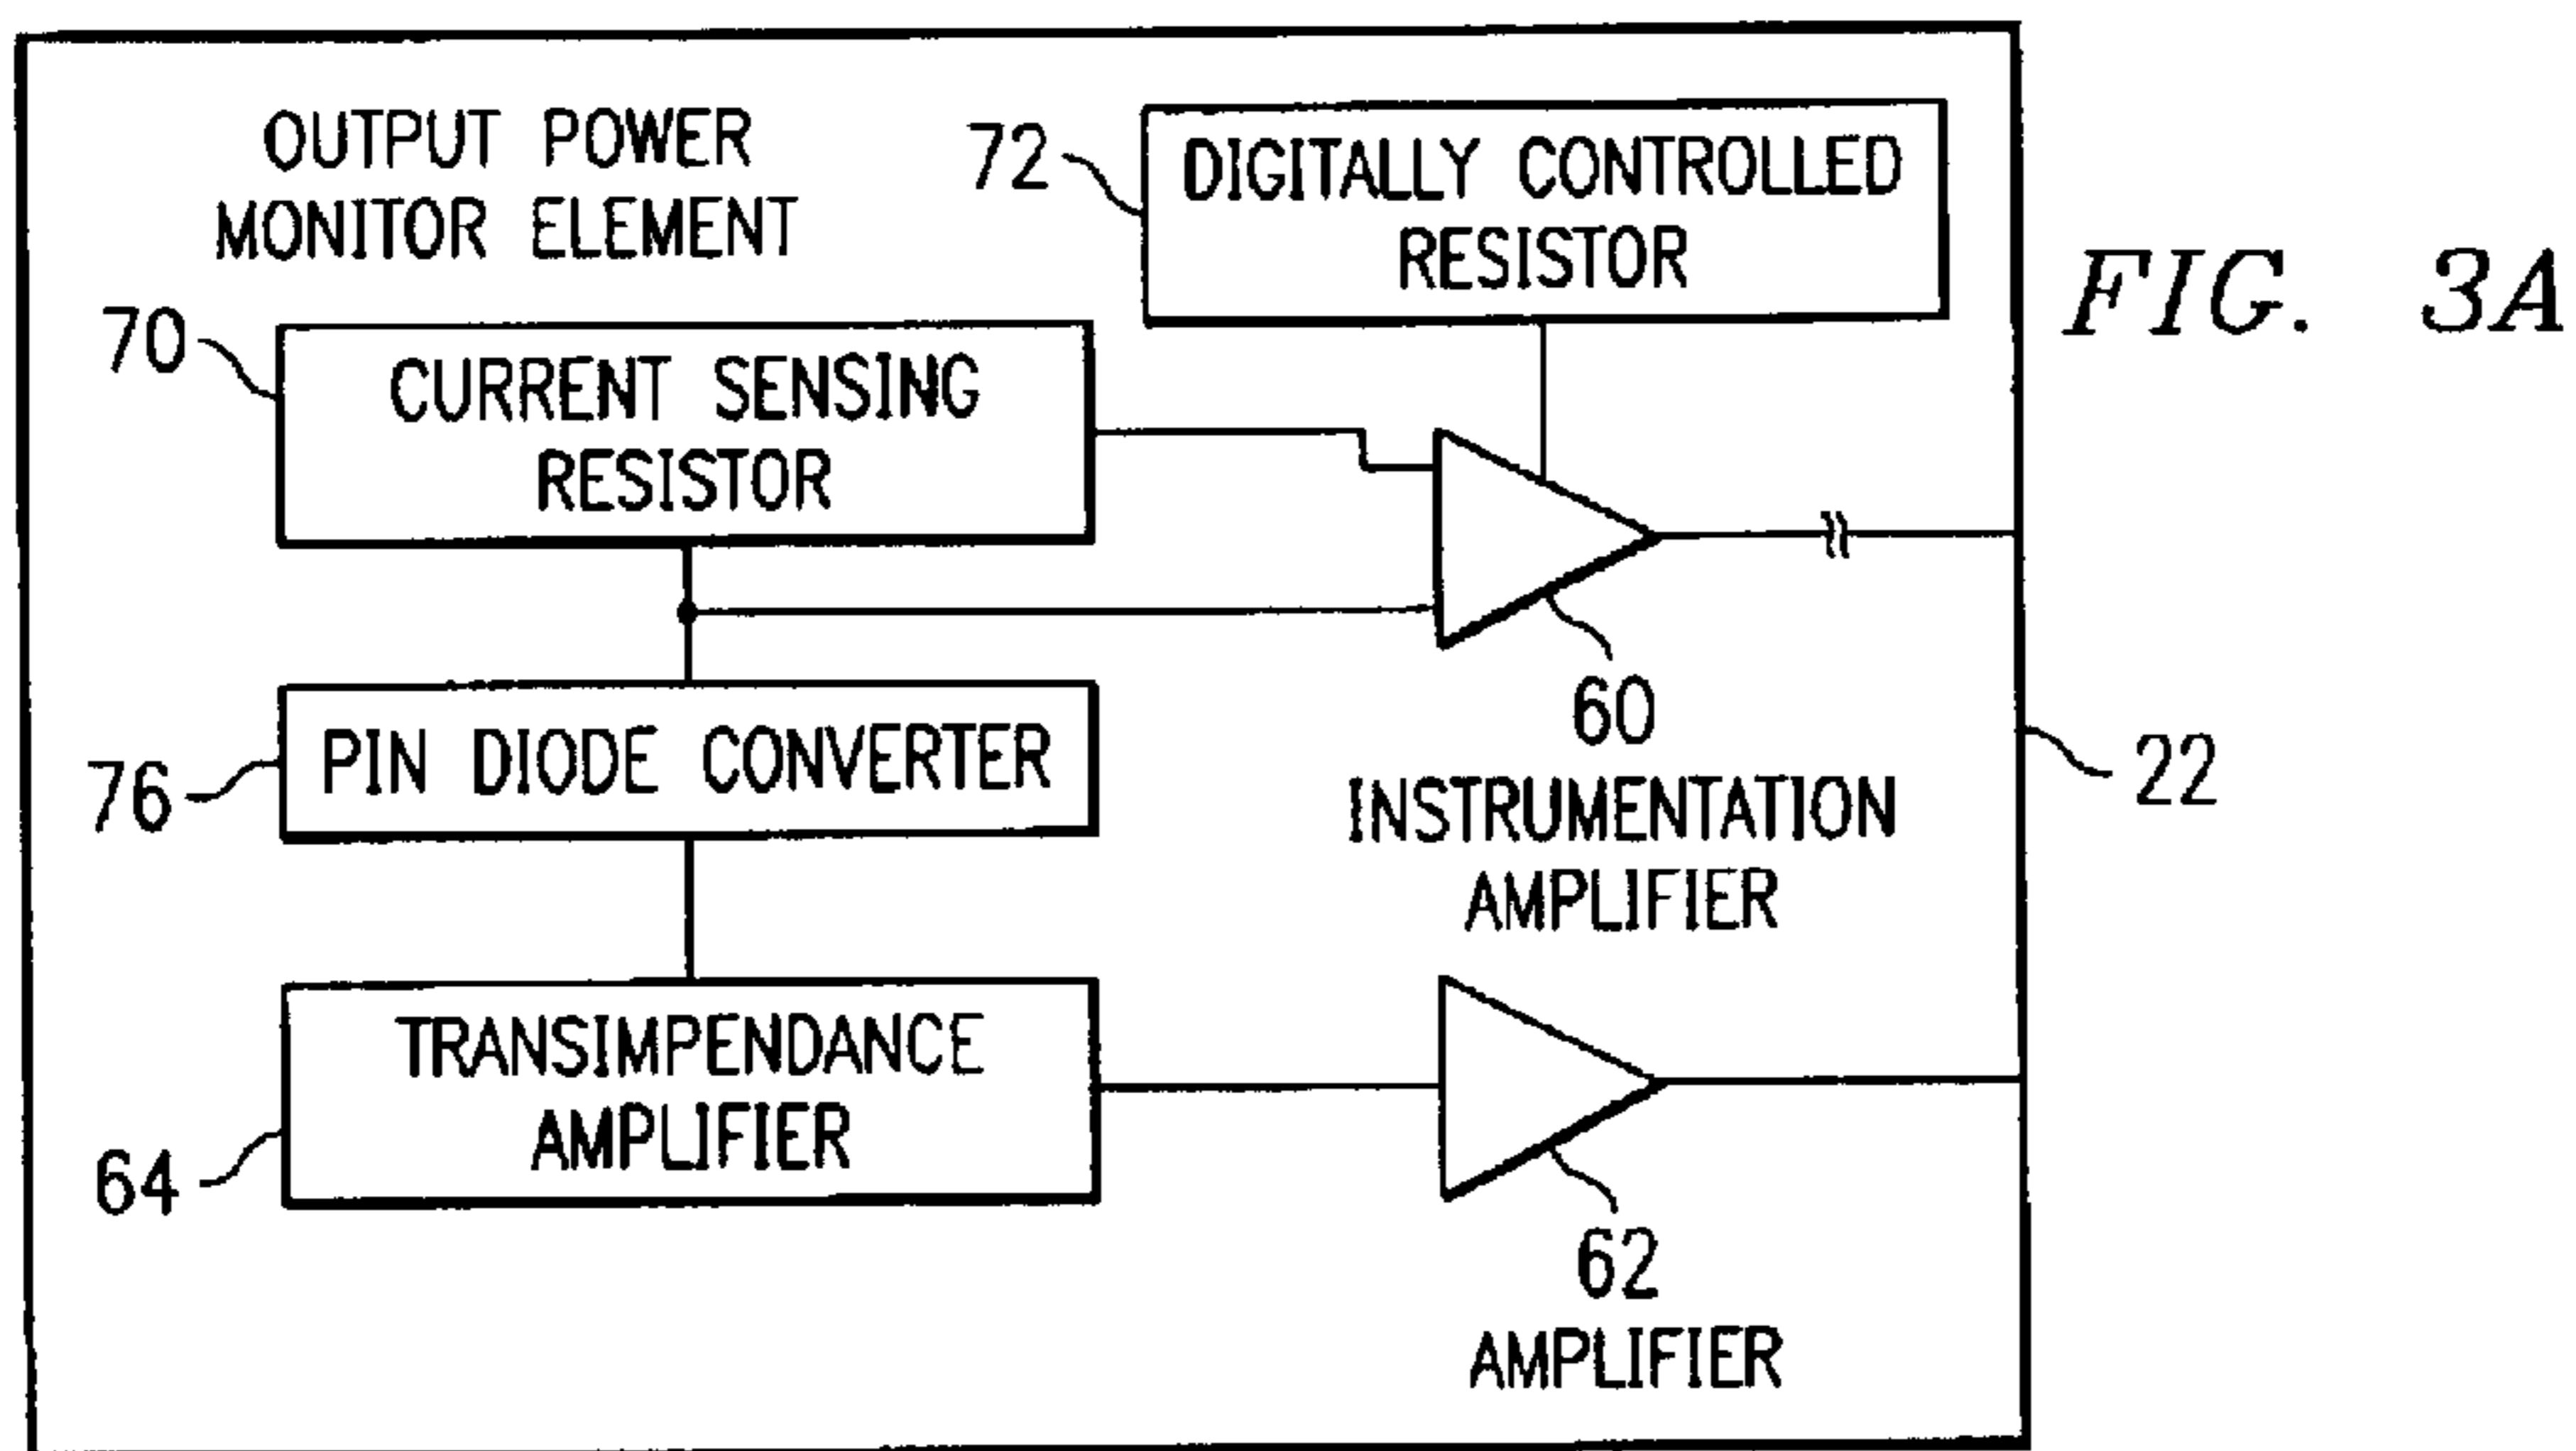 OUTPUT POWER
MONITOR ELEMENT
72
DIGITALLY CONTROLLED
RESISTOR
FIG. 3A
70
CURRENT SENSING
RESISTOR
76
PIN DIODE CONVERTER
60
INSTRUMENTATION
AMPLIFIER
22
64
TRANSIMPENDANCE
AMPLIFIER
62
AMPLIFIER